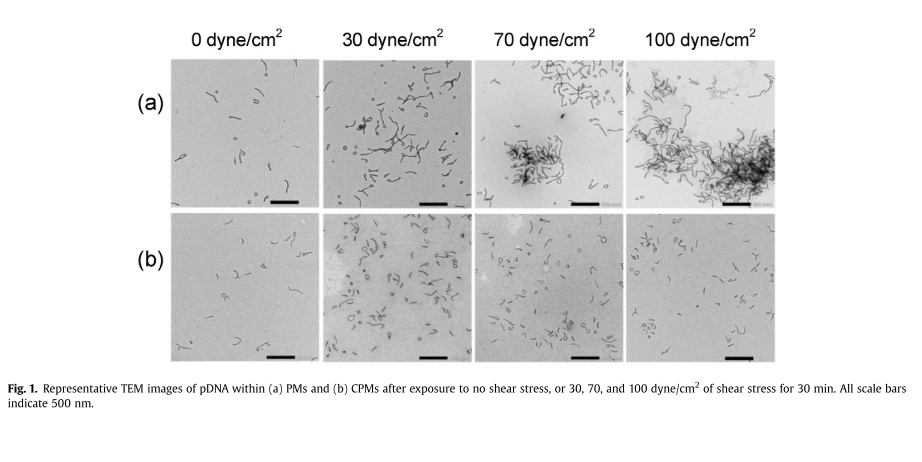 0 dyne/cm²
30 dyne/cm²
70 dyne/cm²
100 dyne/cm²
(a)
(b)
Fig. 1. Representative TEM images of pDNA within (a) PMs and (b) CPMs after exposure to no shear stress, or 30, 70, and 100 dyne/cm² of shear stress for 30 min. All scale bars
indicate 500 nm.